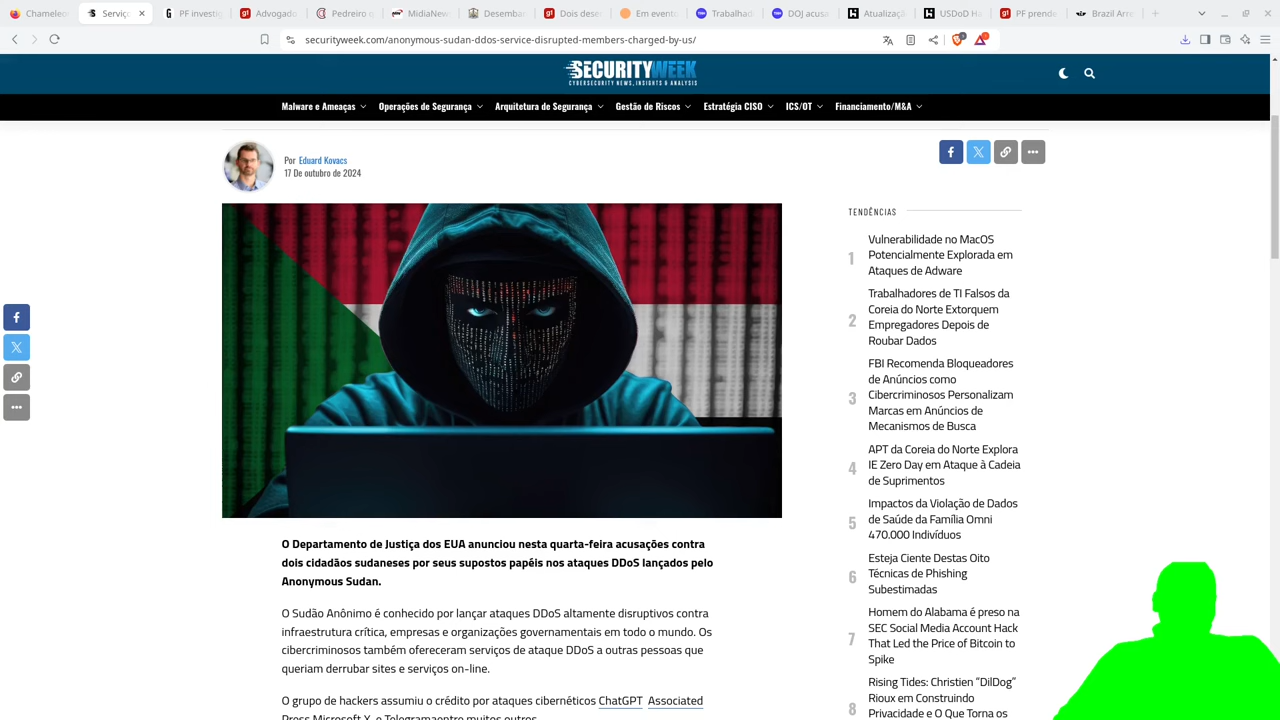 Chameleo
Serviç
PF investig
Advogado
Pedreiro q
MidiaNew
Desembar
Dois dese
Em evento
Trabalhad
DOJ acusa
Atualizaçã
USDoD Ha
PF prende
Brazil Arre
securityweek.com/anonymous-sudan-ddos-service-disrupted-members-charged-by-us/
SECURITYWEEK
CYBERSECURITY NEWS, INSIGHTS & ANALYSIS
Malware e Ameaças
Operações de Segurança
Arquitetura de Segurança
Gestão de Riscos
Estratégia CISO
ICS/OT
Financiamento/M&A
Por Eduard Kovacs
17 De outubro de 2024
O Departamento de Justiça dos EUA anunciou nesta quarta-feira acusações contra
dois cidadãos sudaneses por seus supostos papéis nos ataques DDoS lançados pelo
Anonymous Sudan.
O Sudão Anônimo é conhecido por lançar ataques DDoS altamente disruptivos contra
infraestrutura crítica, empresas e organizações governamentais em todo o mundo. Os
cibercriminosos também ofereceram serviços de ataque DDoS a outras pessoas que
queriam derrubar sites e serviços on-line.
O grupo de hackers assumiu o crédito por ataques cibernéticos ChatGPT Associated
Press Microsoft X, e Telegramaentre muitos outros.
TENDÊNCIAS
1
Vulnerabilidade no MacOS
Potencialmente Explorada em
Ataques de Adware
2
Trabalhadores de TI Falsos da
Coreia do Norte Extorquem
Empregadores Depois de
Roubar Dados
3
FBI Recomenda Bloqueadores
de Anúncios como
Cibercriminosos Personalizam
Marcas em Anúncios de
Mecanismos de Busca
4
APT da Coreia do Norte Explora
IE Zero Day em Ataque à Cadeia
de Suprimentos
5
Impactos da Violação de Dados
de Saúde da Família Omni
470.000 Indivíduos
6
Esteja Ciente Destas Oito
Técnicas de Phishing
Subestimadas
7
Homem do Alabama é preso na
SEC Social Media Account Hack
That Led the Price of Bitcoin to
Spike
8
Rising Tides: Christien “DilDog”
Rioux em Construindo
Privacidade e O Que Torna os